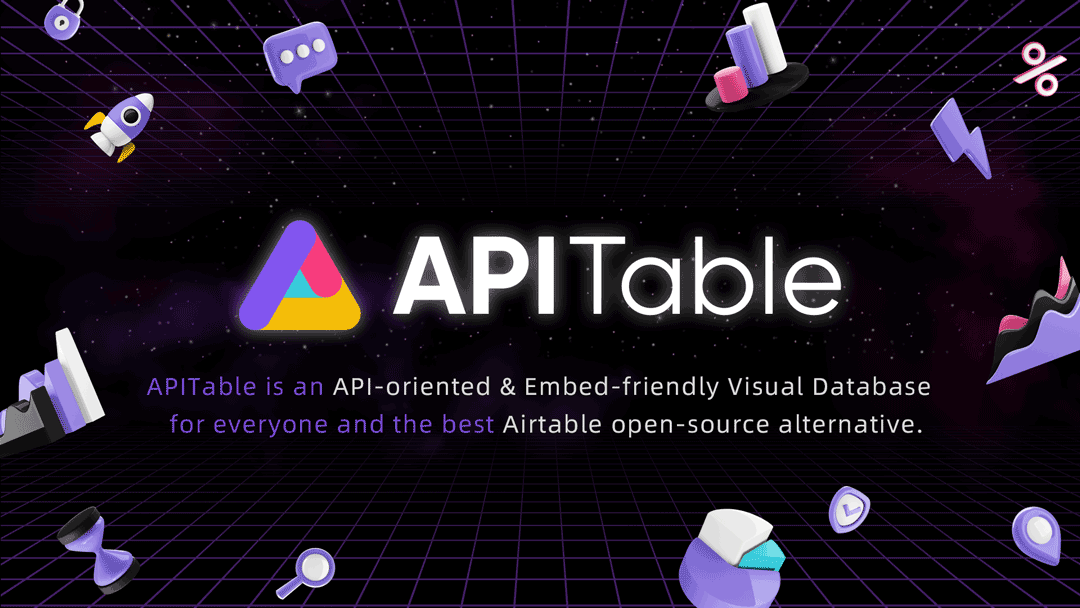 APITable
APITable is an API-oriented & Embed-friendly Visual Database
for everyone and the best Airtable open-source alternative.